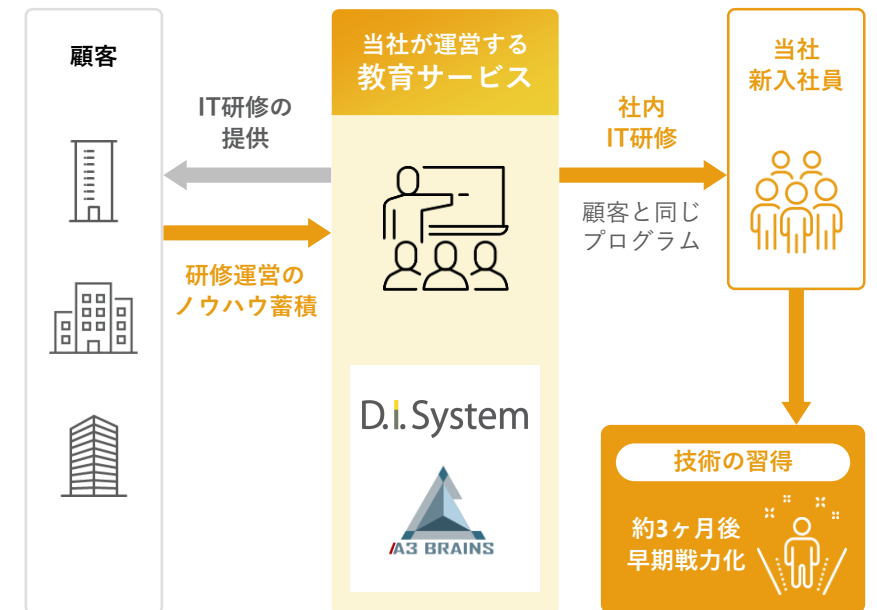 顧客
IT研修の
提供
研修運営の
ノウハウ蓄積
当社が運営する
教育サービス
D.I.System
A3 BRAINS
社内
IT研修
顧客と同じ
プログラム
当社
新入社員
技術の習得
約3ヶ月後
早期戦力化